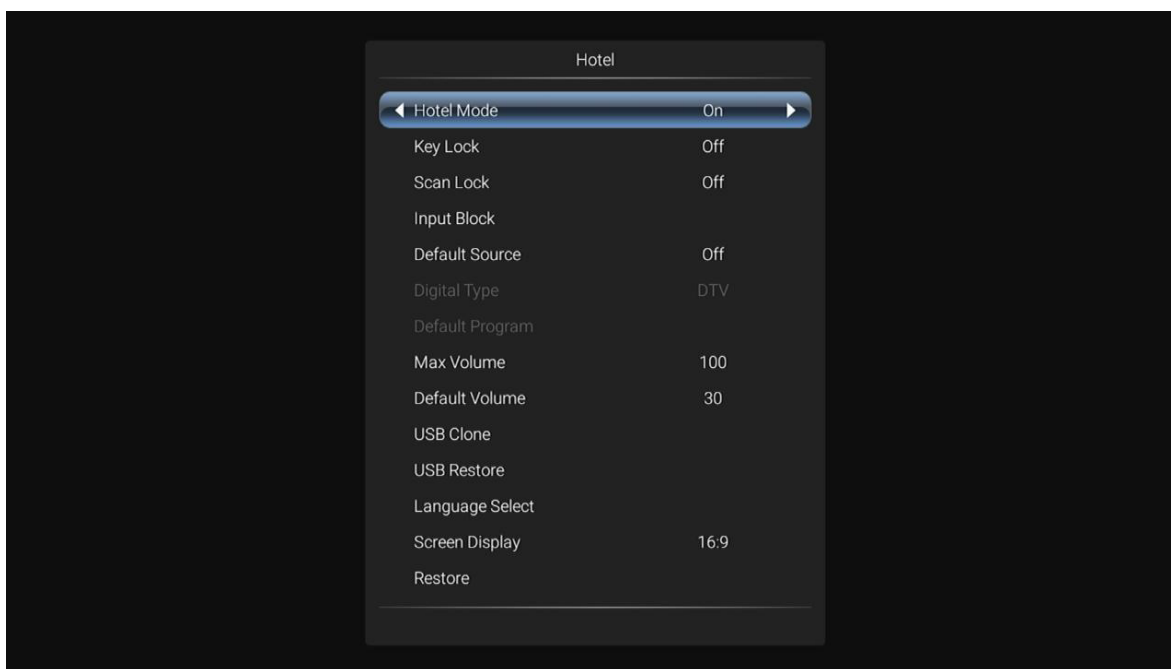 Hotel
Hotel Mode On
Key Lock Off
Scan Lock Off
Input Block
Default Source Off
Digital Type DTV
Default Program
Max Volume 100
Default Volume 30
USB Clone
USB Restore
Language Select
Screen Display 16:9
Restore